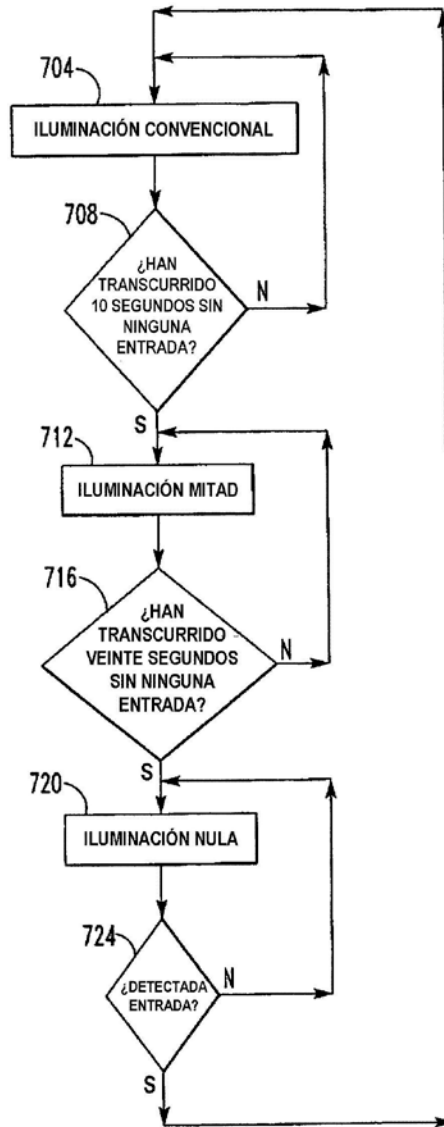 704
ILUMINACIÓN CONVENCIONAL
708
¿HAN
TRANSCURRIDO
10 SEGUNDOS SIN
NINGUNA
ENTRADA?
N
S
712
ILUMINACIÓN MITAD
716
¿HAN
TRANSCURRIDO
VEINTE SEGUNDOS
SIN NINGUNA
ENTRADA?
N
S
720
ILUMINACIÓN NULA
724
¿DETECTADA
ENTRADA?
N
S